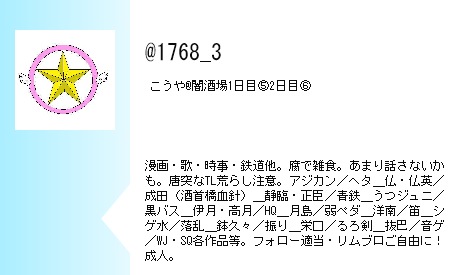 @1768_3
こうや@闇酒場1日目⑤2日目⑥
漫画・歌・時事・鉄道他。腐で雑食。あまり話さないか
も。唐突なTL荒らし注意。アジカン／ヘタ__仏・仏英／
成田（酒首橘血針）__静臨・正臣／青鉄__うつジュニ／
黒バス__伊月・高月／HQ__月島／弱ペダ__洋南／笛__シ
ゲ水／落乱__鉢久々／振り__栄口／るろ剣__抜巴／音ゲ
／WJ・SQ各作品等。フォロー適当・リムブロご自由に！
成人。